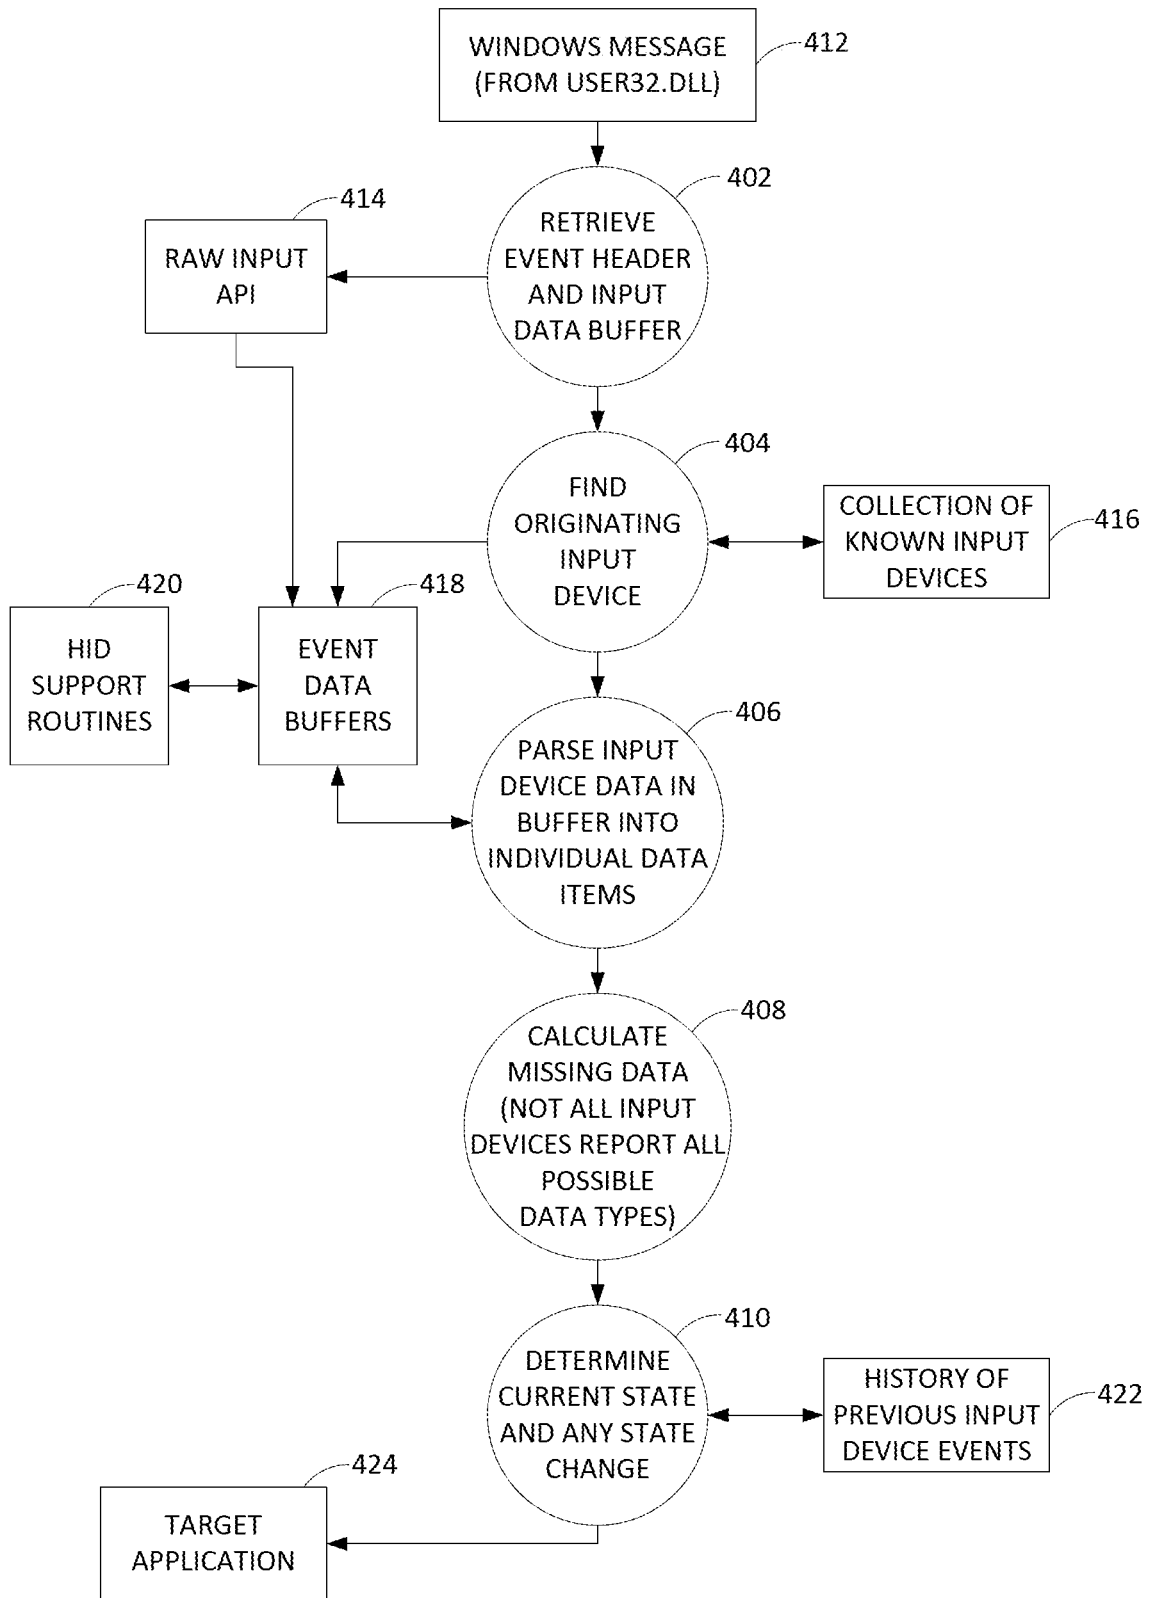 WINDOWS MESSAGE
(FROM USER32.DLL)
412
402
RETRIEVE
EVENT HEADER
AND INPUT
DATA BUFFER
414
RAW INPUT
API
404
FIND
ORIGINATING
INPUT
DEVICE
COLLECTION OF
KNOWN INPUT
DEVICES
416
420
HID
SUPPORT
ROUTINES
418
EVENT
DATA
BUFFERS
406
PARSE INPUT
DEVICE DATA IN
BUFFER INTO
INDIVIDUAL DATA
ITEMS
408
CALCULATE
MISSING DATA
(NOT ALL INPUT
DEVICES REPORT ALL
POSSIBLE
DATA TYPES)
410
DETERMINE
CURRENT STATE
AND ANY STATE
CHANGE
HISTORY OF
PREVIOUS INPUT
DEVICE EVENTS
422
424
TARGET
APPLICATION